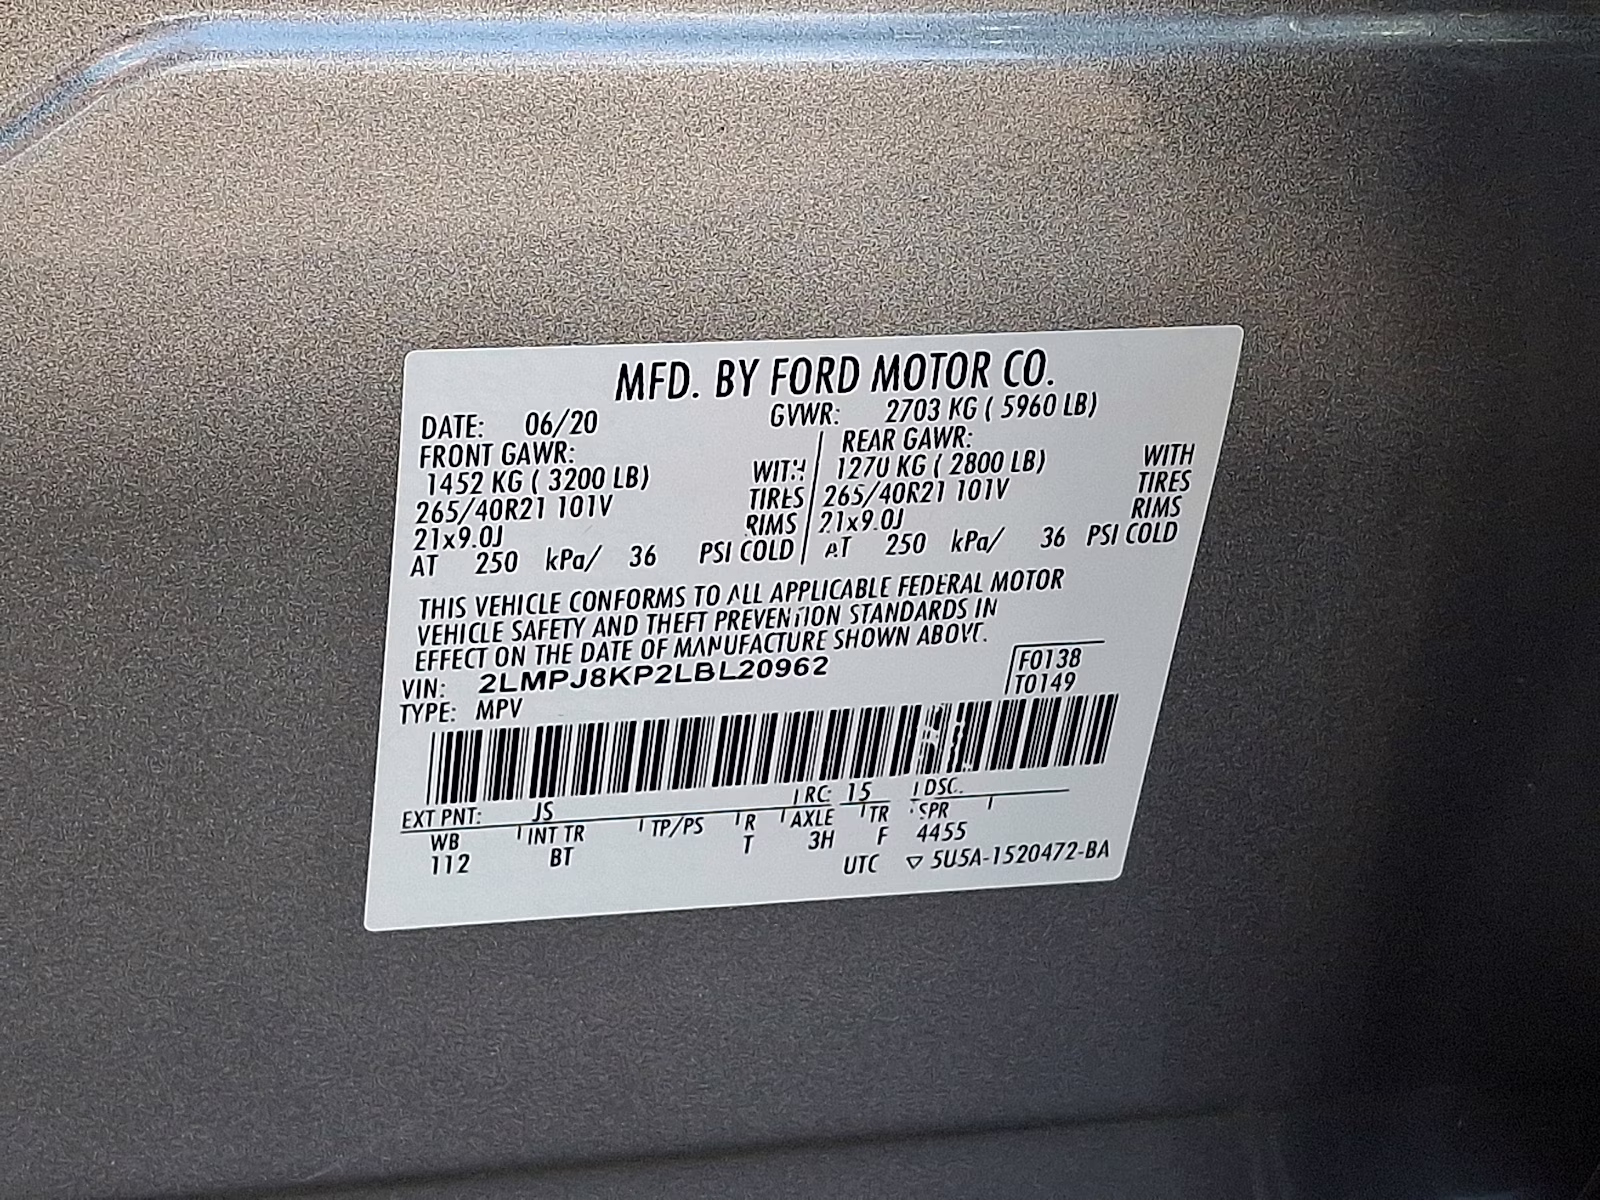 MFD. BY FORD MOTOR CO.
DATE: 06/20 GVWR: 2703 KG ( 5960 LB)
FRONT GAWR: REAR GAWR:
1452 KG ( 3200 LB) WITH 1270 KG ( 2800 LB) WITH
265/40R21 101V TIRES 265/40R21 101V TIRES
21x9.0J RIMS 21x9.0J RIMS
AT 250 kPa/ 36 PSI COLD AT 250 kPa/ 36 PSI COLD
THIS VEHICLE CONFORMS TO ALL APPLICABLE FEDERAL MOTOR
VEHICLE SAFETY AND THEFT PREVENTION STANDARDS IN
EFFECT ON THE DATE OF MANUFACTURE SHOWN ABOVE.
VIN: 2LMPJ8KP2LBL20962
F0138
T0149
TYPE: MPV
EXT PNT: JS RC: 15 DSC:
WB INT TR TP/PS R AXLE TR SPR
112 BT T 3H F 4455
UTC ▽ 5U5A-1520472-BA